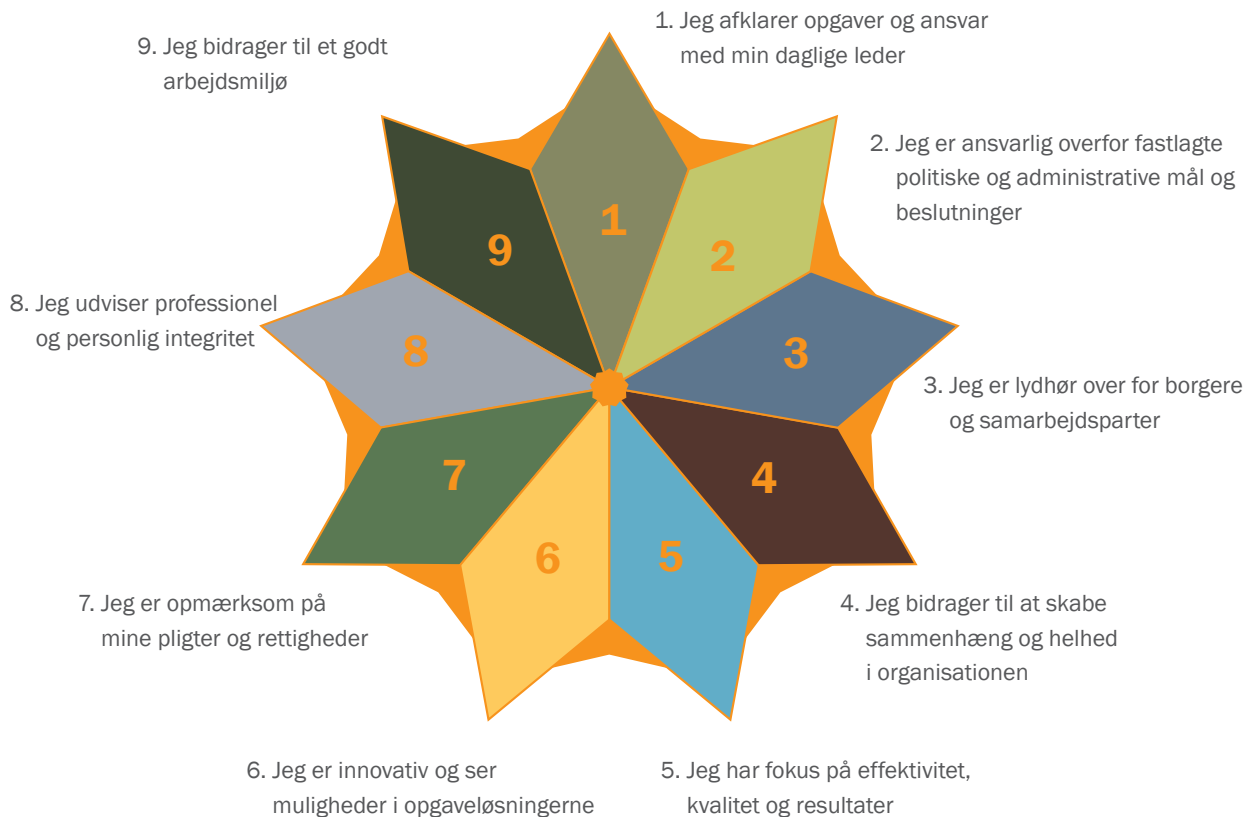 1. Jeg afklarer opgaver og ansvar
med min daglige leder
2. Jeg er ansvarlig overfor fastlagte
politiske og administrative mål og
beslutninger
3. Jeg er lydhør over for borgere
og samarbejdsparter
4. Jeg bidrager til at skabe
sammenhæng og helhed
i organisationen
5. Jeg har fokus på effektivitet,
kvalitet og resultater
6. Jeg er innovativ og ser
muligheder i opgaveløsningerne
7. Jeg er opmærksom på
mine pligter og rettigheder
8. Jeg udviser professionel
og personlig integritet
9. Jeg bidrager til et godt
arbejdsmiljø
1
2
3
4
5
6
7
8
9